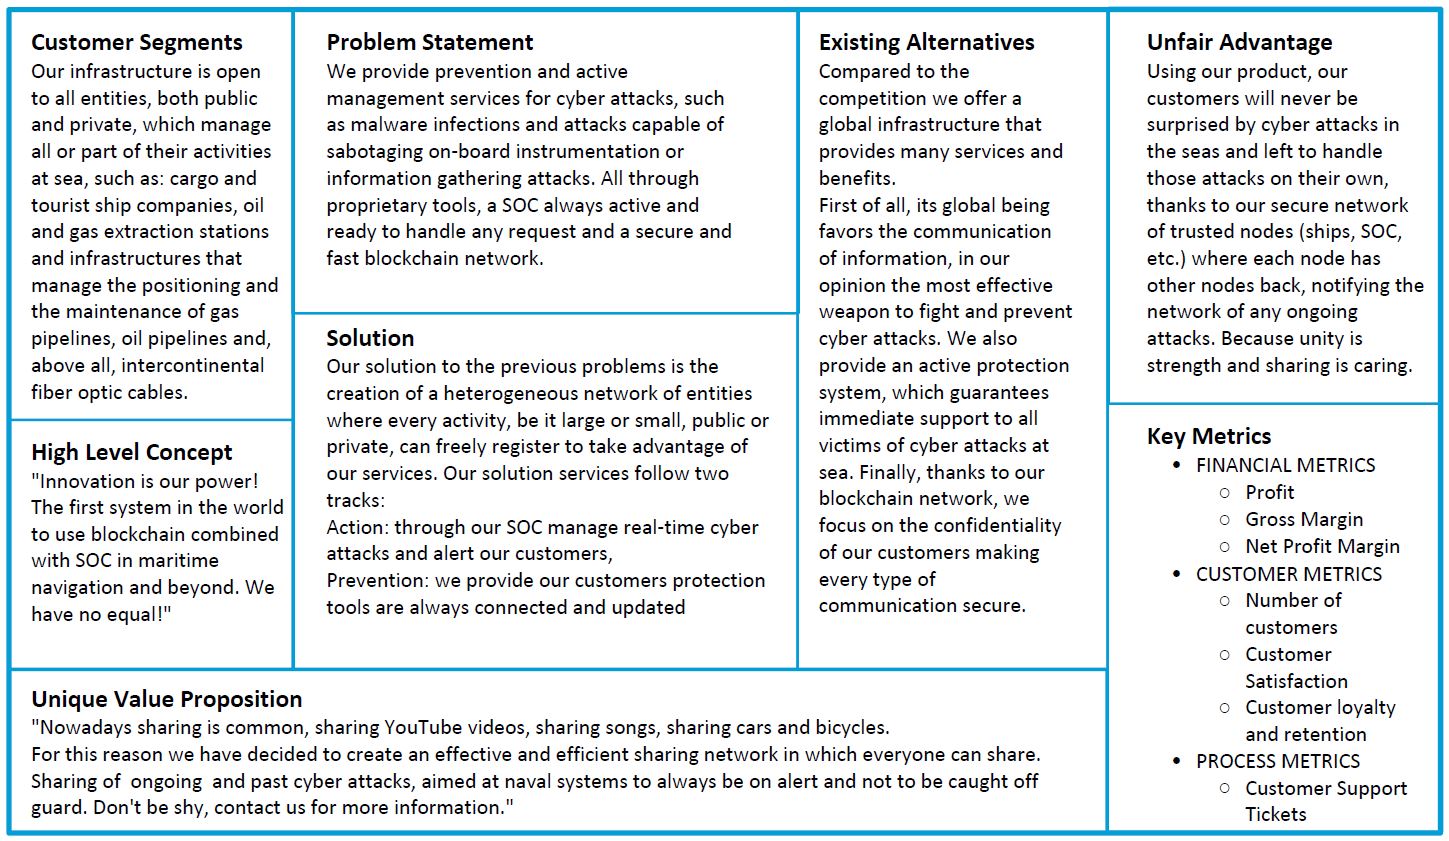 Customer Segments
Our infrastructure is open
to all entities, both public
and private, which manage
all or part of their activities
at sea, such as: cargo and
tourist ship companies, oil
and gas extraction stations
and infrastructures that
manage the positioning and
the maintenance of gas
pipelines, oil pipelines and,
above all, intercontinental
fiber optic cables.
High Level Concept
"Innovation is our power!
The first system in the world
to use blockchain combined
with SOC in maritime
navigation and beyond. We
have no equal!"
Problem Statement
We provide prevention and active
management services for cyber attacks, such
as malware infections and attacks capable of
sabotaging on-board instrumentation or
information gathering attacks. All through
proprietary tools, a SOC always active and
ready to handle any request and a secure and
fast blockchain network.
Solution
Our solution to the previous problems is the
creation of a heterogeneous network of entities
where every activity, be it large or small, public or
private, can freely register to take advantage of
our services. Our solution services follow two
tracks:
Action: through our SOC manage real-time cyber
attacks and alert our customers,
Prevention: we provide our customers protection
tools are always connected and updated
Existing Alternatives
Compared to the
competition we offer a
global infrastructure that
provides many services and
benefits.
First of all, its global being
favors the communication
of information, in our
opinion the most effective
weapon to fight and prevent
cyber attacks. We also
provide an active protection
system, which guarantees
immediate support to all
victims of cyber attacks at
sea. Finally, thanks to our
blockchain network, we
focus on the confidentiality
of our customers making
every type of
communication secure.
Unfair Advantage
Using our product, our
customers will never be
surprised by cyber attacks in
the seas and left to handle
those attacks on their own,
thanks to our secure network
of trusted nodes (ships, SOC,
etc.) where each node has
other nodes back, notifying the
network of any ongoing
attacks. Because unity is
strength and sharing is caring.
Key Metrics
• FINANCIAL METRICS
○ Profit
○ Gross Margin
○ Net Profit Margin
• CUSTOMER METRICS
○ Number of
customers
○ Customer
Satisfaction
○ Customer loyalty
and retention
• PROCESS METRICS
○ Customer Support
Tickets
Unique Value Proposition
"Nowadays sharing is common, sharing YouTube videos, sharing songs, sharing cars and bicycles.
For this reason we have decided to create an effective and efficient sharing network in which everyone can share.
Sharing of ongoing and past cyber attacks, aimed at naval systems to always be on alert and not to be caught off
guard. Don't be shy, contact us for more information."